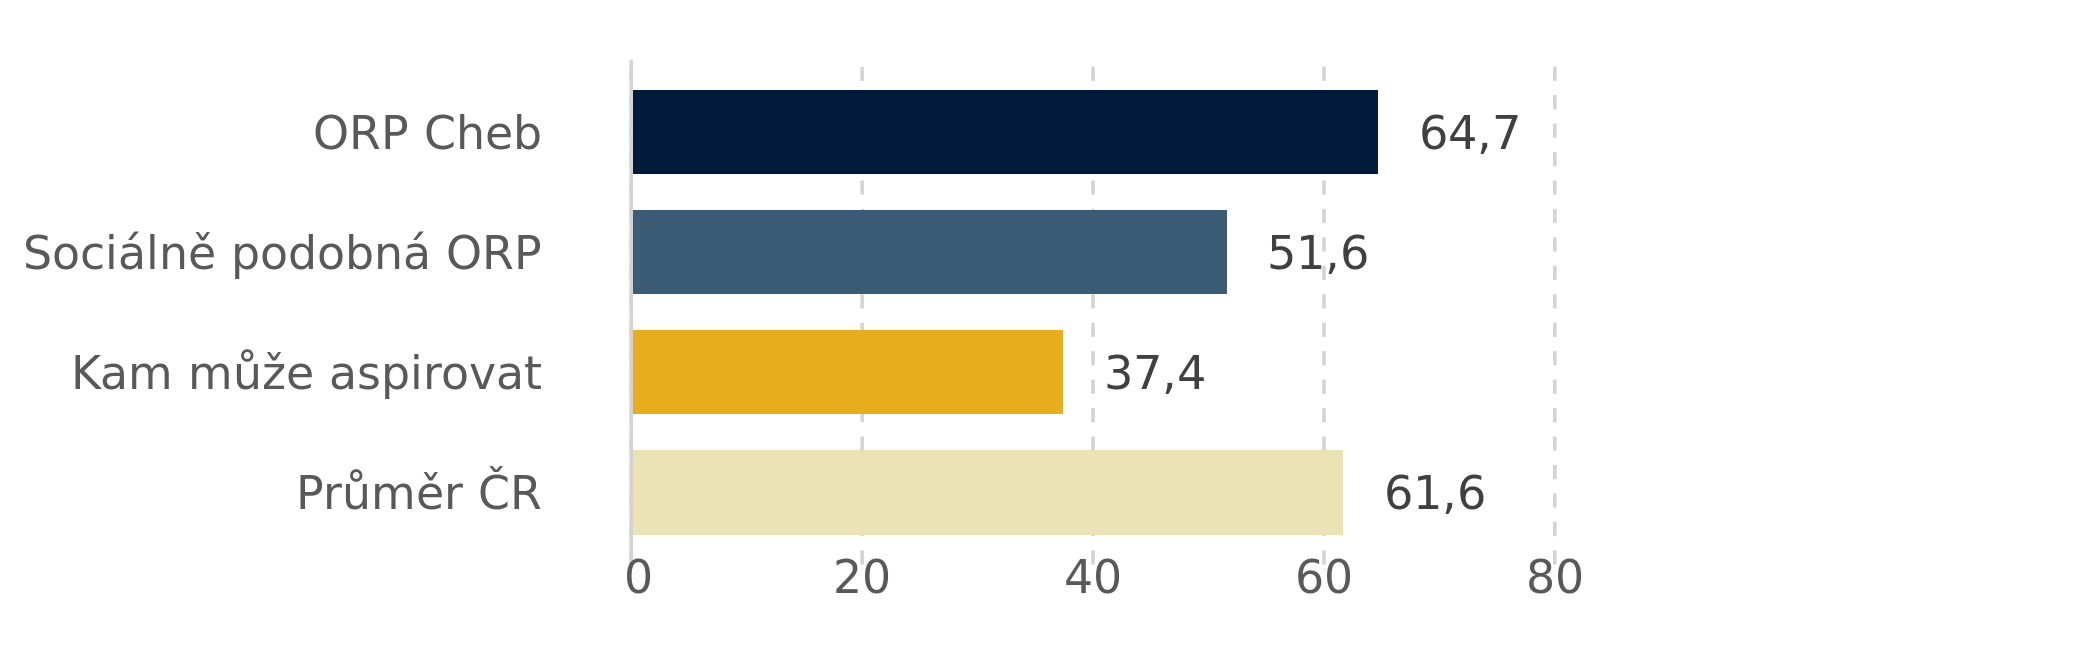 ORP Cheb 64,7
Sociálně podobná ORP 51,6
Kam může aspirovat 37,4
Průměr ČR 61,6
0 20 40 60 80